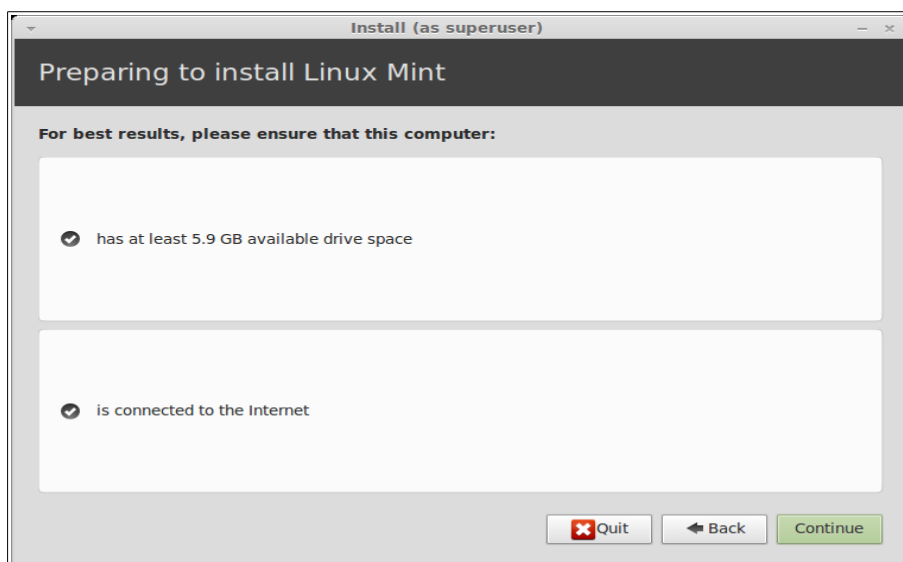 Install (as superuser)
Preparing to install Linux Mint
For best results, please ensure that this computer:
has at least 5.9 GB available drive space
is connected to the Internet
Quit
Back
Continue